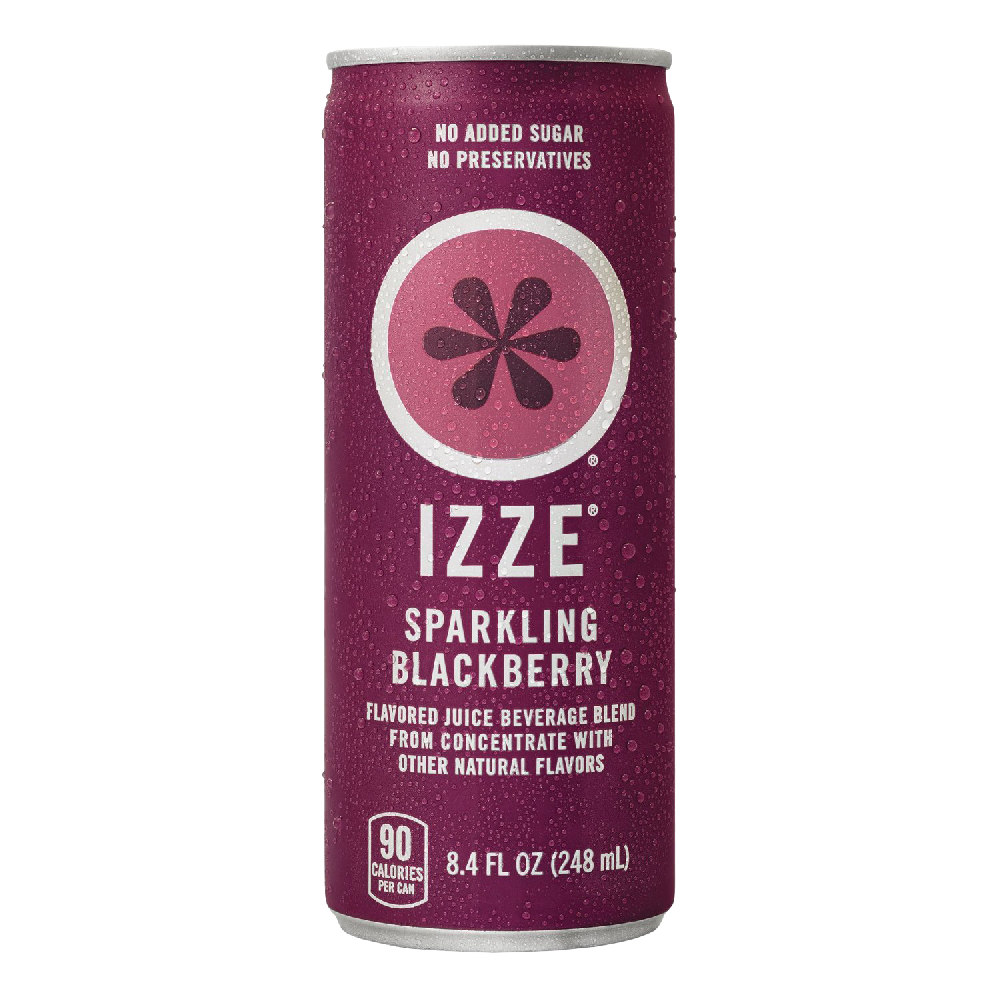 NO ADDED SUGAR
NO PRESERVATIVES
®
IZZE®
SPARKLING
BLACKBERRY
FLAVORED JUICE BEVERAGE BLEND
FROM CONCENTRATE WITH
OTHER NATURAL FLAVORS
90
CALORIES
PER CAN
8.4 FL OZ (248 mL)